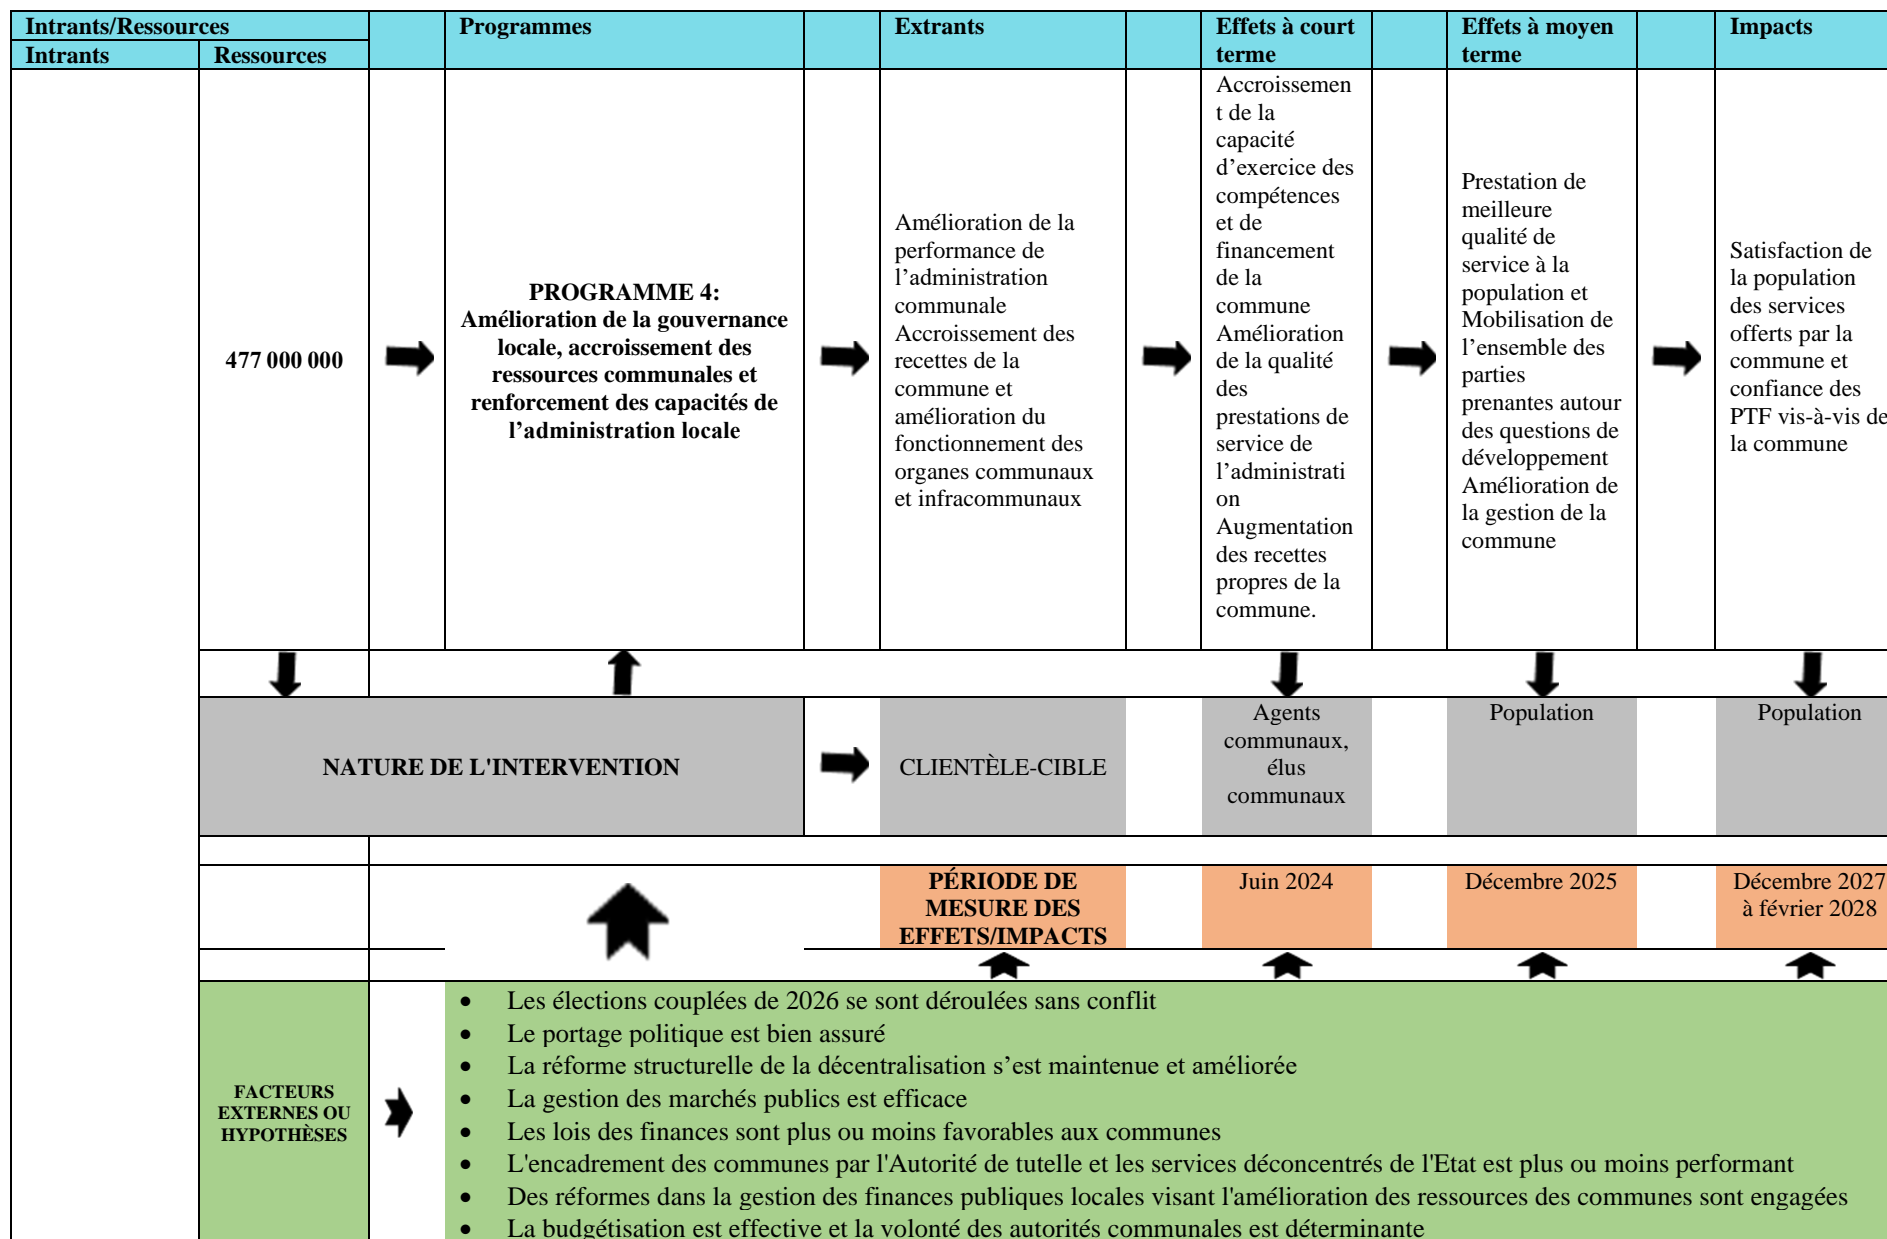 Intrants/Ressources
Programmes
Extrants
Effets à court
terme
Effets à moyen
terme
Impacts
Intrants
Ressources
477 000 000
PROGRAMME 4:
Amélioration de la gouvernance
locale, accroissement des
ressources communales et
renforcement des capacités de
l’administration locale
Amélioration de la
performance de
l’administration
communale
Accroissement des
recettes de la
commune et
amélioration du
fonctionnement des
organes communaux
et infracommunaux
Accroissemen
t de la
capacité
d’exercice des
compétences
et de
financement
de la
commune
Amélioration
de la qualité
des
prestations de
service de
l’administrati
on
Augmentation
des recettes
propres de la
commune.
Prestation de
meilleure
qualité de
service à la
population et
Mobilisation de
l’ensemble des
parties
prenantes autour
des questions de
développement
Amélioration de
la gestion de la
commune
Satisfaction de
la population
des services
offerts par la
commune et
confiance des
PTF vis-à-vis de
la commune
NATURE DE L'INTERVENTION
CLIENTÈLE-CIBLE
Agents
communaux,
élus
communaux
Population
Population
PÉRIODE DE
MESURE DES
EFFETS/IMPACTS
Juin 2024
Décembre 2025
Décembre 2027
à février 2028
FACTEURS
EXTERNES OU
HYPOTHÈSES
• Les élections couplées de 2026 se sont déroulées sans conflit
• Le portage politique est bien assuré
• La réforme structurelle de la décentralisation s’est maintenue et améliorée
• La gestion des marchés publics est efficace
• Les lois des finances sont plus ou moins favorables aux communes
• L'encadrement des communes par l'Autorité de tutelle et les services déconcentrés de l'Etat est plus ou moins performant
• Des réformes dans la gestion des finances publiques locales visant l'amélioration des ressources des communes sont engagées
• La budgétisation est effective et la volonté des autorités communales est déterminante